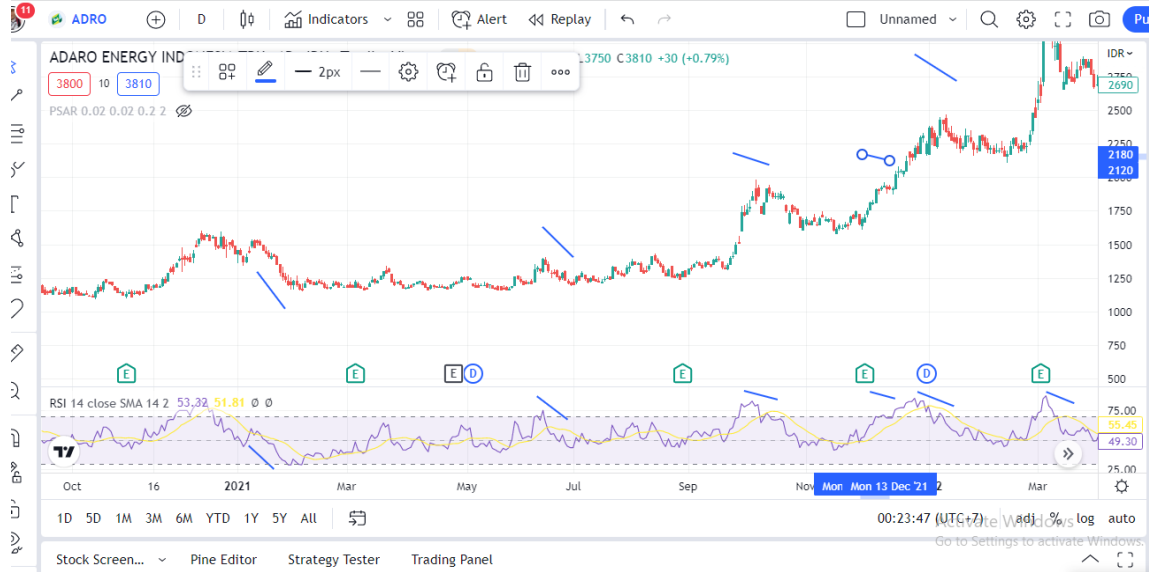 11
ADRO D Indicators Alert Replay Unnamed Pu
ADARO ENERGY IND 3750 C3810 +30 (+0.79%) IDR
2px
3800 10 3810
PSAR 0.02 0.02 0.2 2
2690
2500
2180
2120
1750
1500
1250
1000
750
500
E E E D E E D E
RSI 14 close SMA 14 2 53.32 51.81 Ø Ø
75.00
55.45
49.30
25.00
Oct 16 2021 Mar May Jul Sep Mon Mon 13 Dec '21 Mar
1D 5D 1M 3M 6M YTD 1Y 5Y All 00:23:47 (UTC+7) adj % log auto
Activate Windows
Go to Settings to activate Windows.
Stock Screen... Pine Editor Strategy Tester Trading Panel